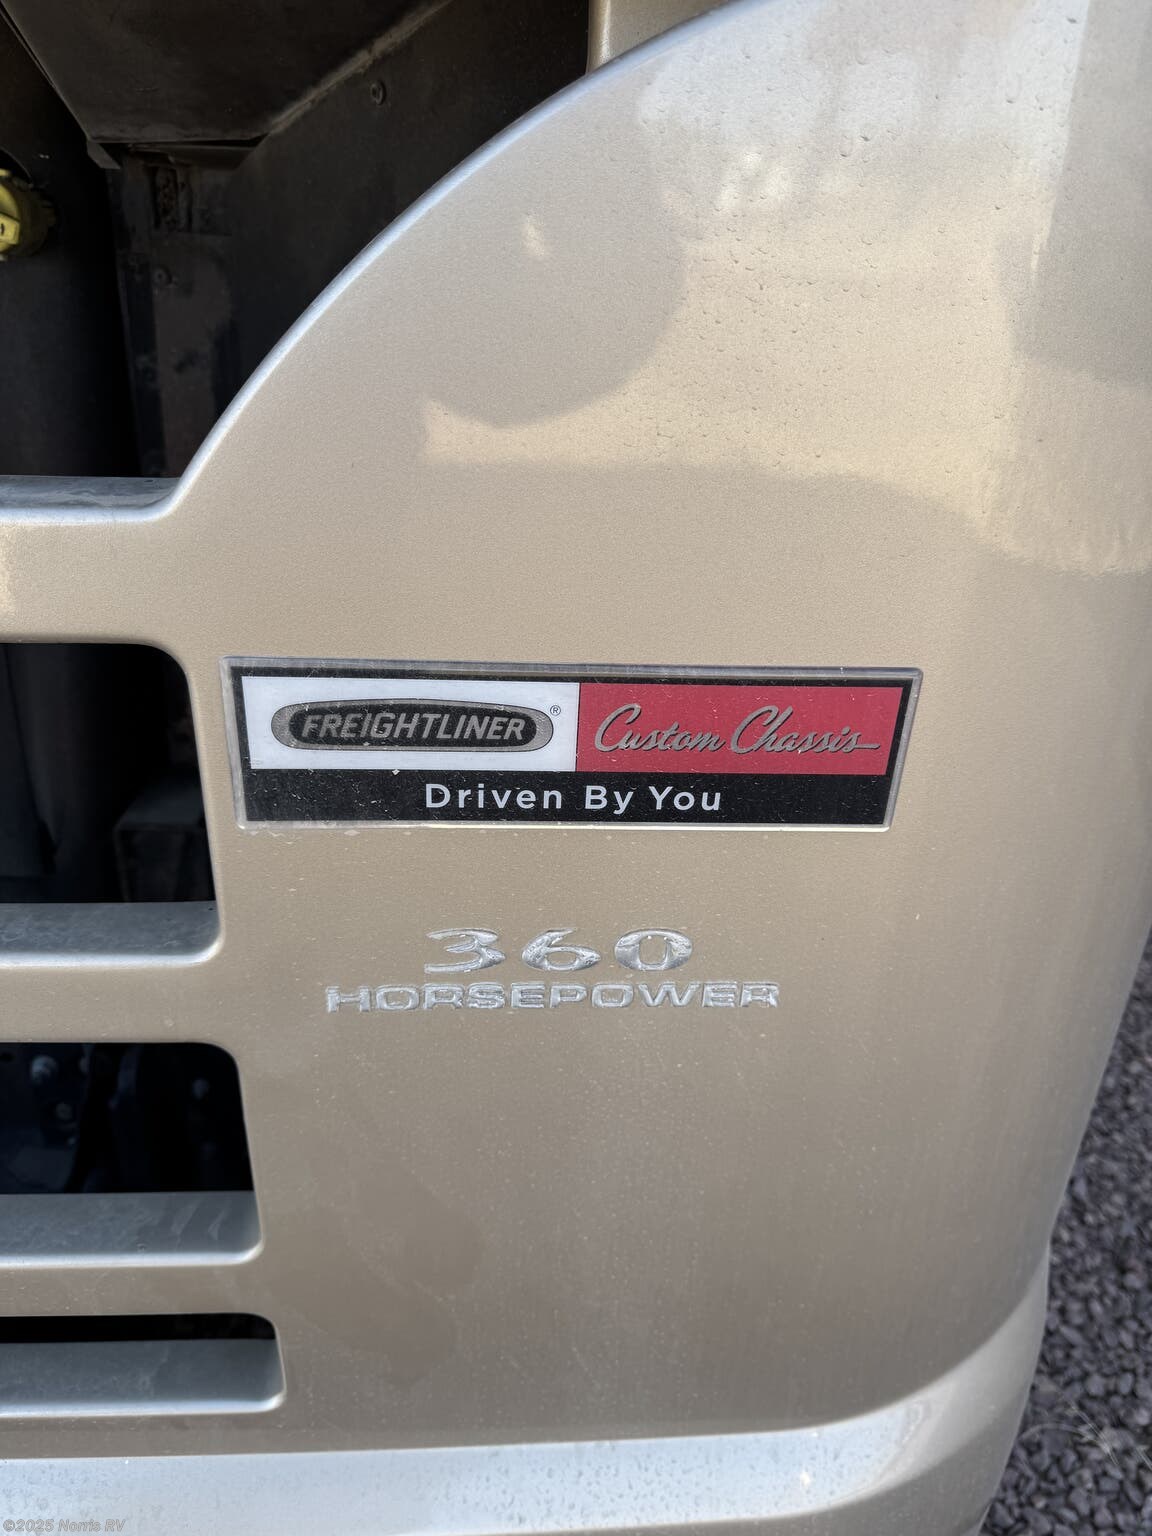 FREIGHTLINER® Custom Chassis
Driven By You
360
HORSEPOWER
©2025 Norris RV